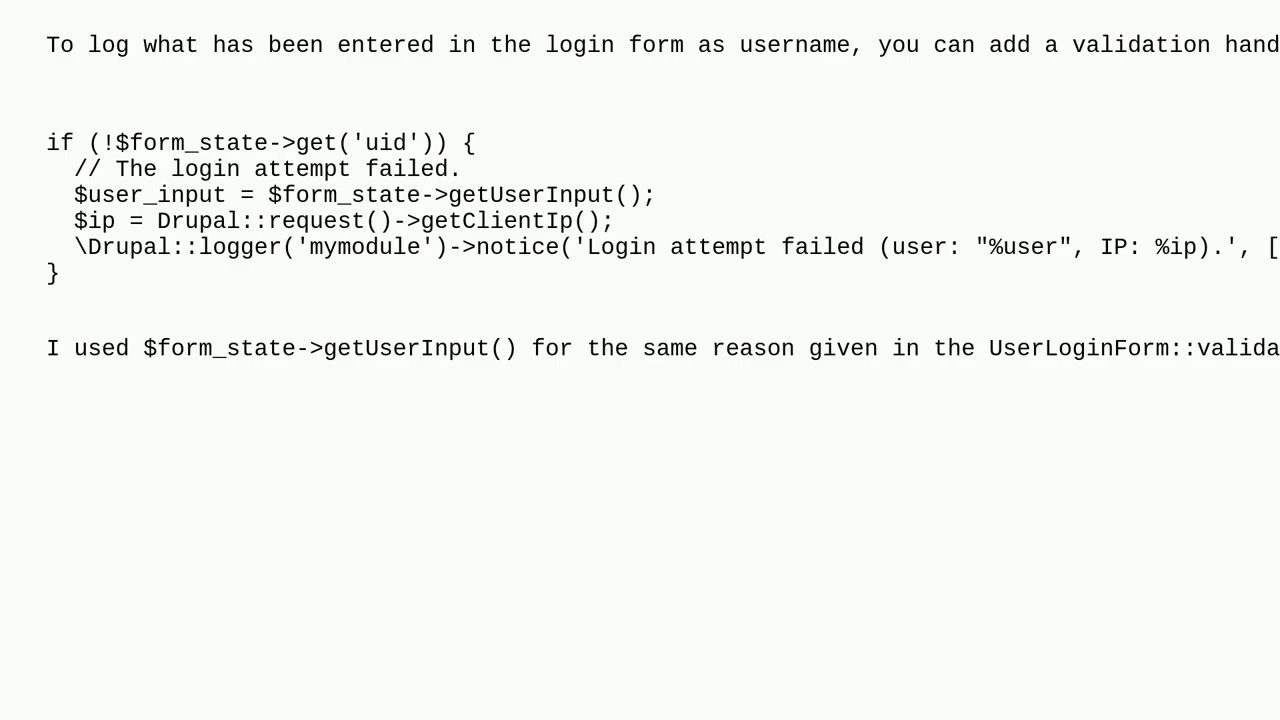 To log what has been entered in the login form as username, you can add a validation hand
if (!$form_state->get('uid')) {
  // The login attempt failed.
  $user_input = $form_state->getUserInput();
  $ip = Drupal::request()->getClientIp();
  \Drupal::logger('mymodule')->notice('Login attempt failed (user: "%user", IP: %ip).', [
}
I used $form_state->getUserInput() for the same reason given in the UserLoginForm::valida